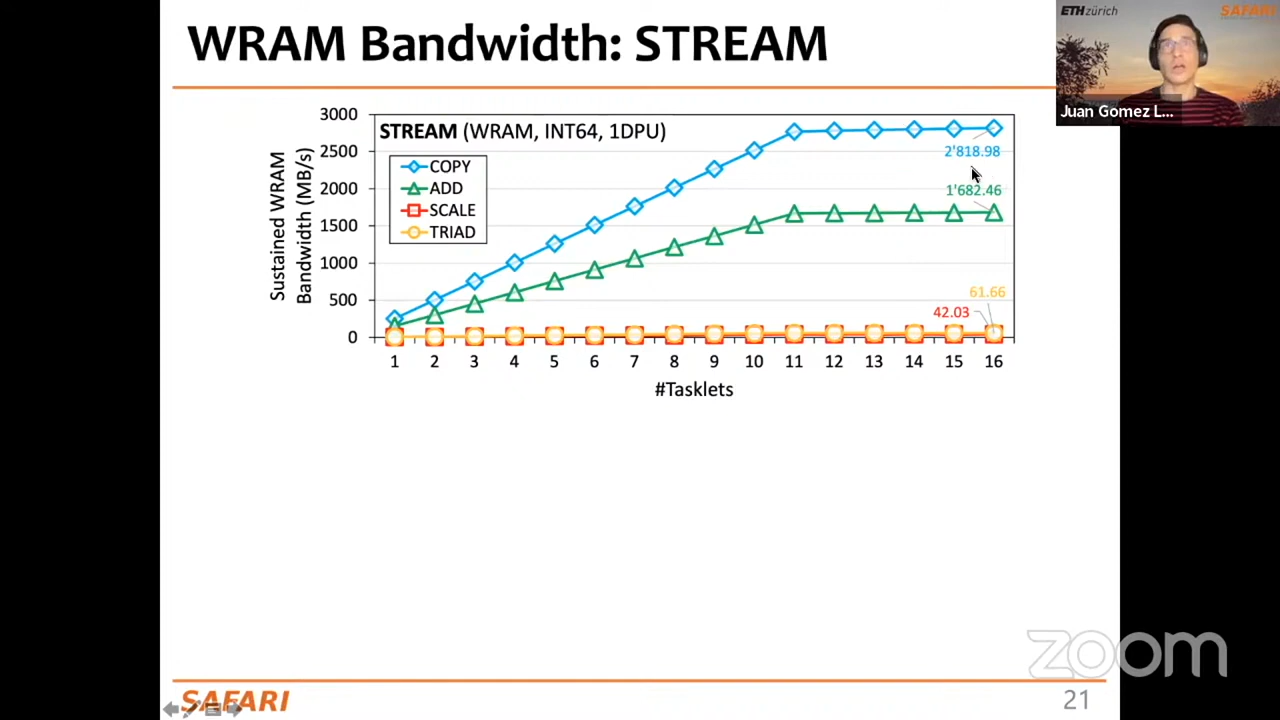 WRAM Bandwidth: STREAM
ETHzürich
SAFARI
Juan Gomez L...
STREAM (WRAM, INT64, 1DPU)
COPY
ADD
SCALE
TRIAD
Sustained WRAM
Bandwidth (MB/s)
3000
2500
2000
1500
1000
500
0
2'818.98
1'682.46
61.66
42.03
1 2 3 4 5 6 7 8 9 10 11 12 13 14 15 16
#Tasklets
zoom
SAFARI
21